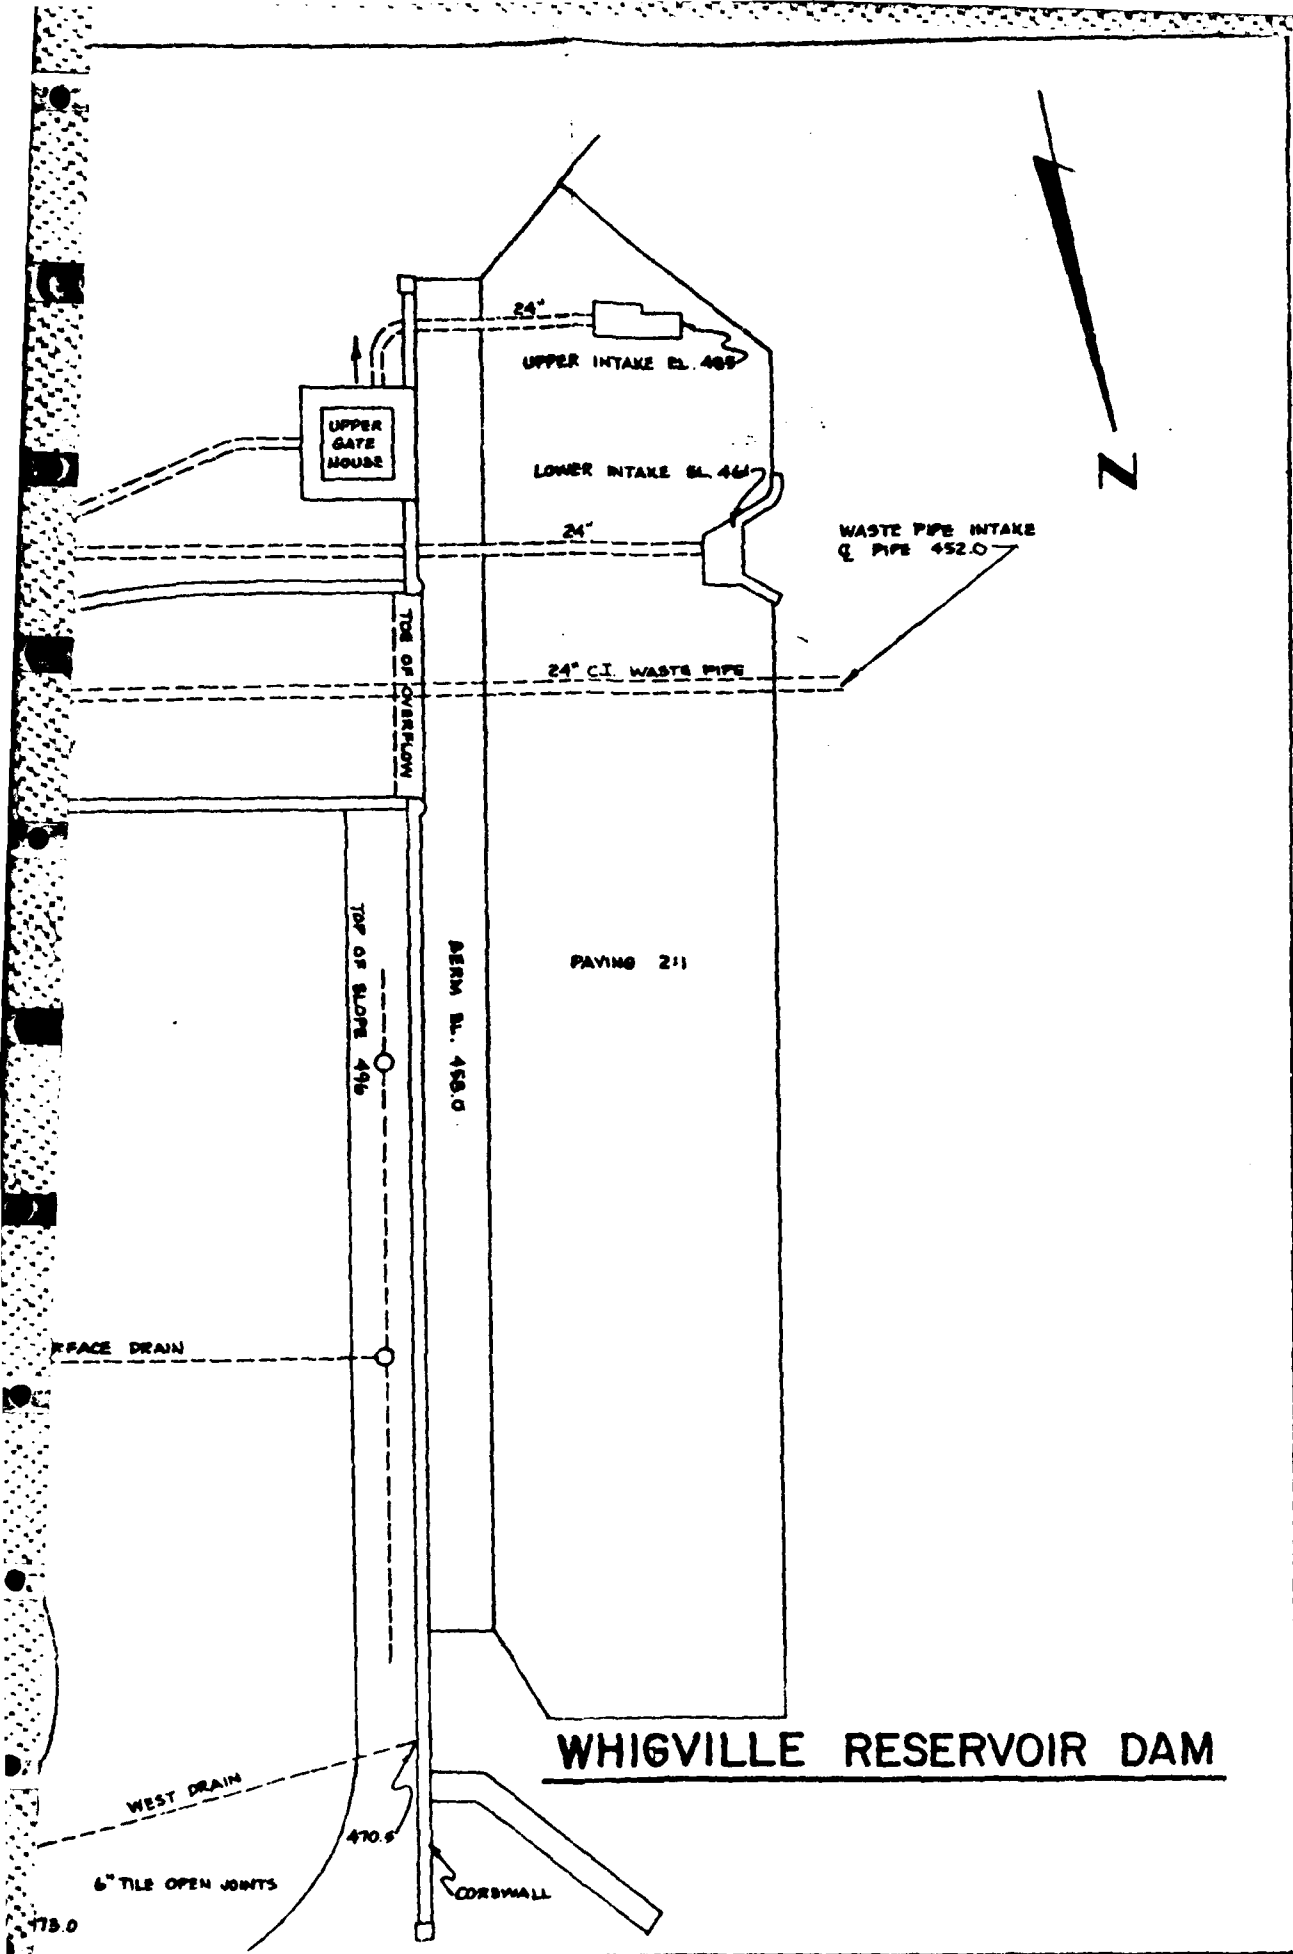 24"
UPPER INTAKE EL. 485
UPPER
GATE
HOUSE
LOWER INTAKE EL. 461
N
24"
WASTE PIPE INTAKE
℄ PIPE 452.0
TOE OF OVERFLOW
24" C.I. WASTE PIPE
TOP OF SLOPE 496
BERM EL. 458.0
PAVING 2:1
RFACE DRAIN
WHIGVILLE RESERVOIR DAM
WEST DRAIN
470.5
6" TILE OPEN JOINTS
COREWALL
473.0